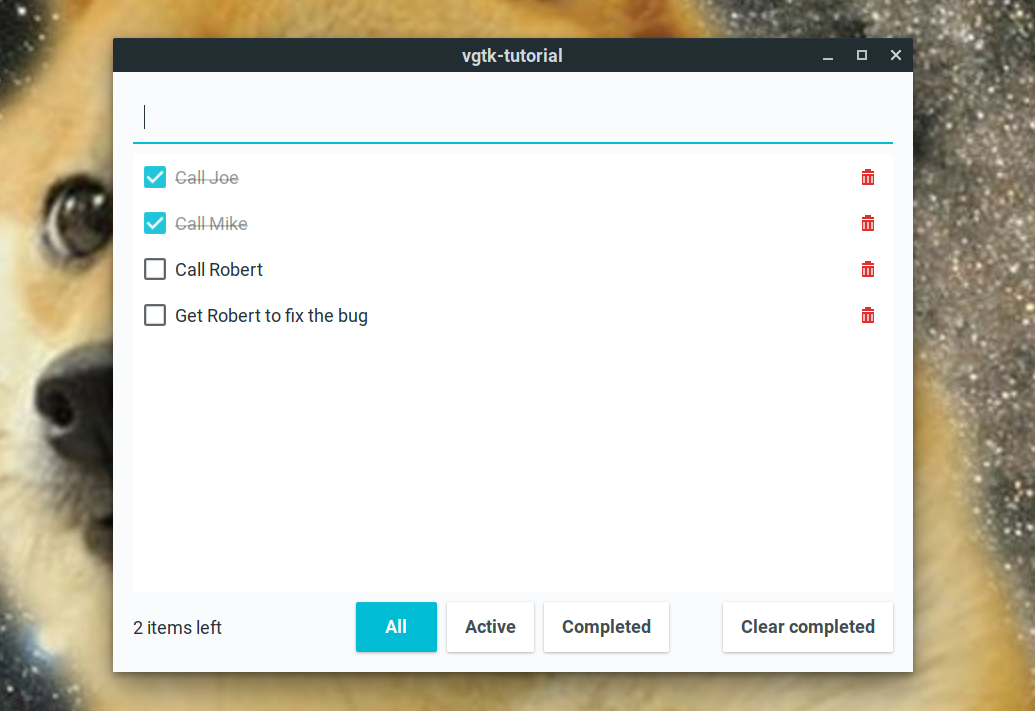 vgtk-tutorial
Call Joe
Call Mike
Call Robert
Get Robert to fix the bug
2 items left All Active Completed Clear completed